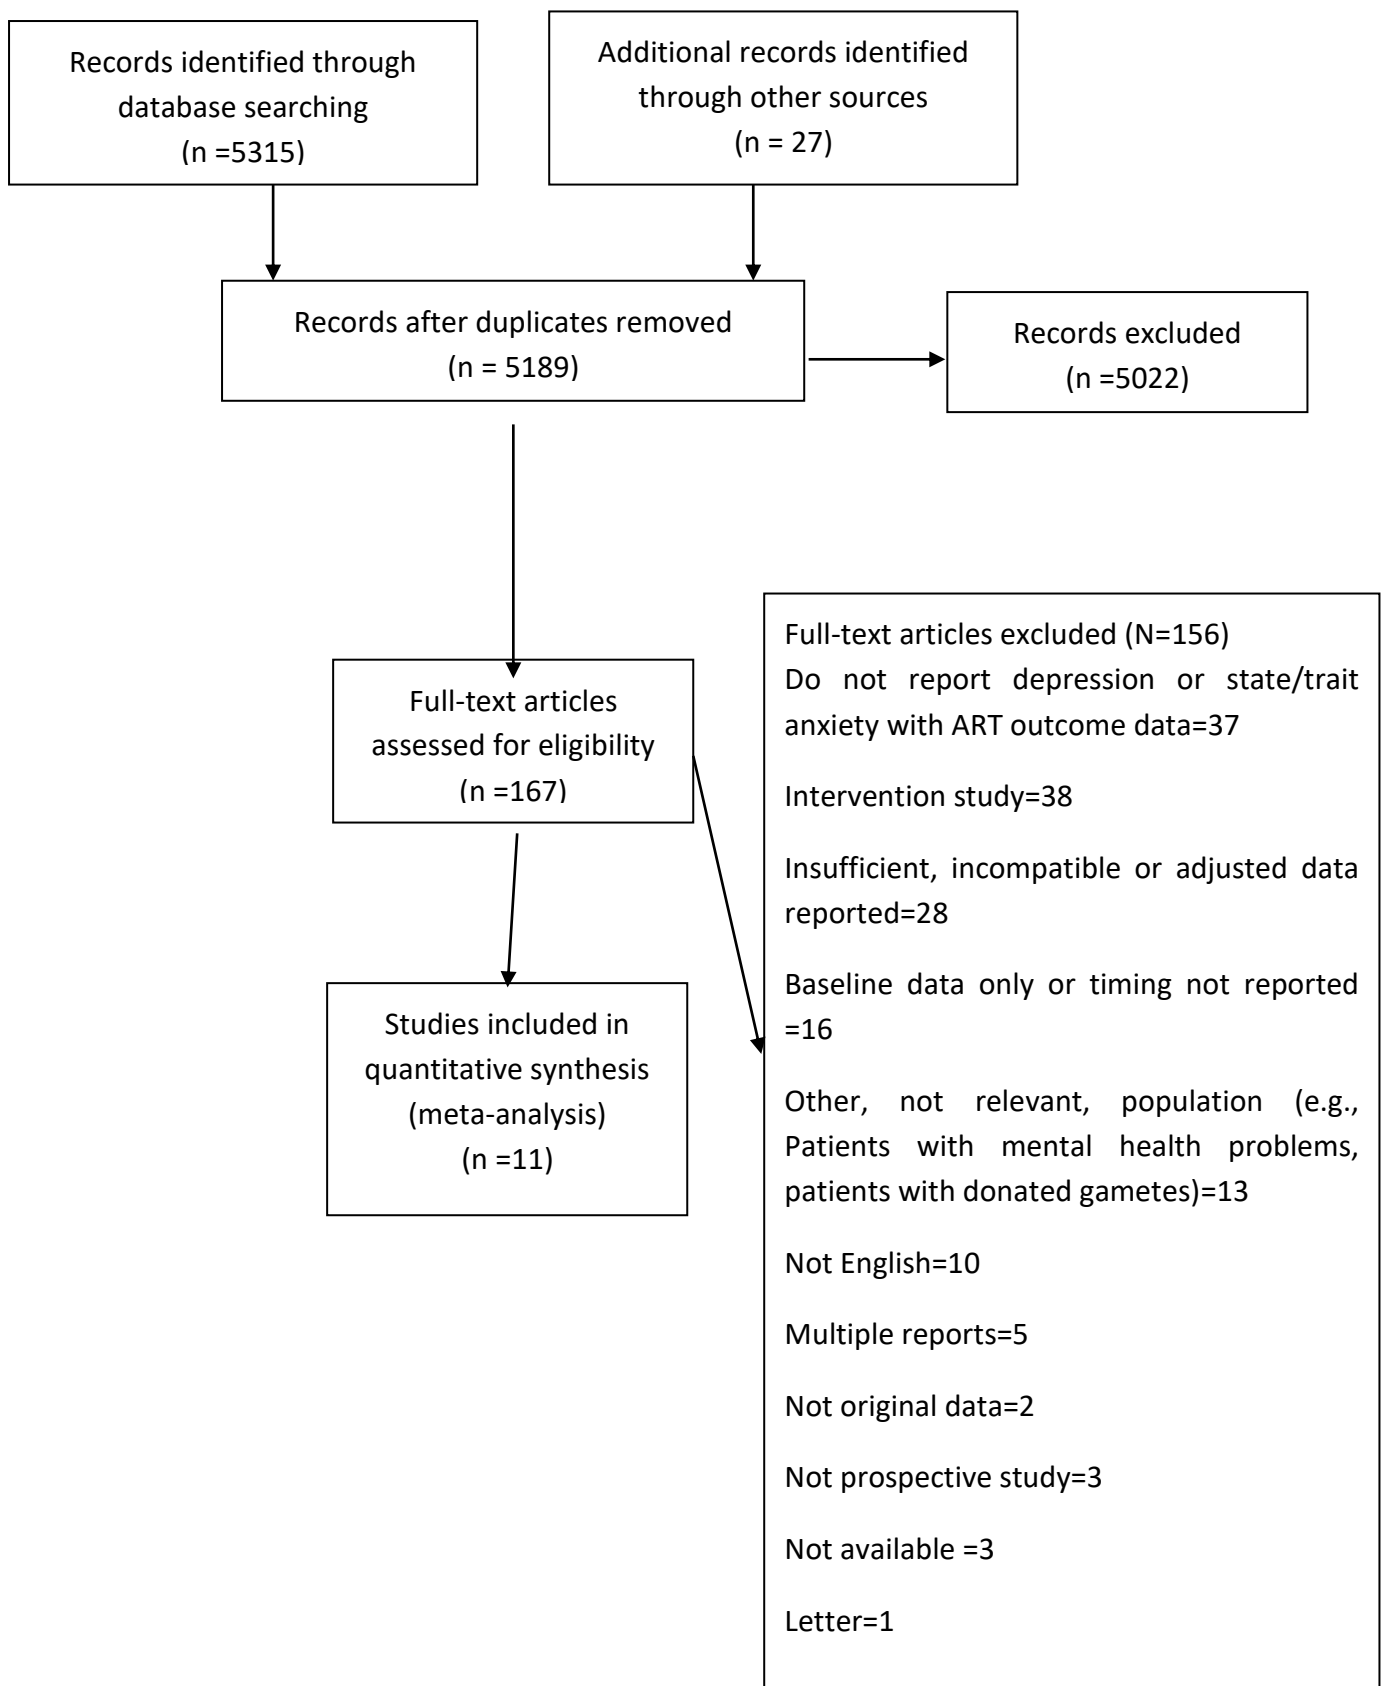 Records identified through
database searching
(n =5315)
Additional records identified
through other sources
(n = 27)
Records after duplicates removed
(n = 5189)
Records excluded
(n =5022)
Full-text articles
assessed for eligibility
(n =167)
Full-text articles excluded (N=156)
Do not report depression or state/trait
anxiety with ART outcome data=37
Intervention study=38
Insufficient, incompatible or adjusted data
reported=28
Baseline data only or timing not reported
=16
Other, not relevant, population (e.g.,
Patients with mental health problems,
patients with donated gametes)=13
Not English=10
Multiple reports=5
Not original data=2
Not prospective study=3
Not available =3
Letter=1
Studies included in
quantitative synthesis
(meta-analysis)
(n =11)